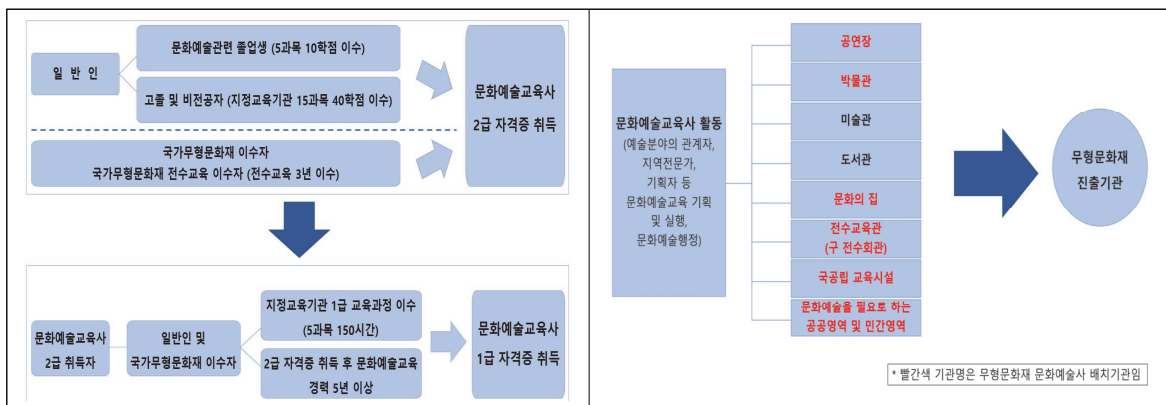 문화예술관련 졸업생 (5과목 10학점 이수)
일 반 인
고졸 및 비전공자 (지정교육기관 15과목 40학점 이수)
국가무형문화재 이수자
국가무형문화재 전수교육 이수자 (전수교육 3년 이수)
문화예술교육사
2급 자격증 취득
문화예술교육사
2급 취득자
일반인 및
국가무형문화재 이수자
지정교육기관 1급 교육과정 이수
(5과목 150시간)
2급 자격증 취득 후 문화예술교육
경력 5년 이상
문화예술교육사
1급 자격증 취득
문화예술교육사 활동
(예술분야의 관계자,
지역전문가,
기획자 등
문화예술교육 기획
및 실행,
문화예술행정)
공연장
박물관
미술관
도서관
문화의 집
전수교육관
(구 전수회관)
국공립 교육시설
문화예술을 필요로 하는
공공영역 및 민간영역
무형문화재
진출기관
* 빨간색 기관명은 무형문화재 문화예술사 배치기관임